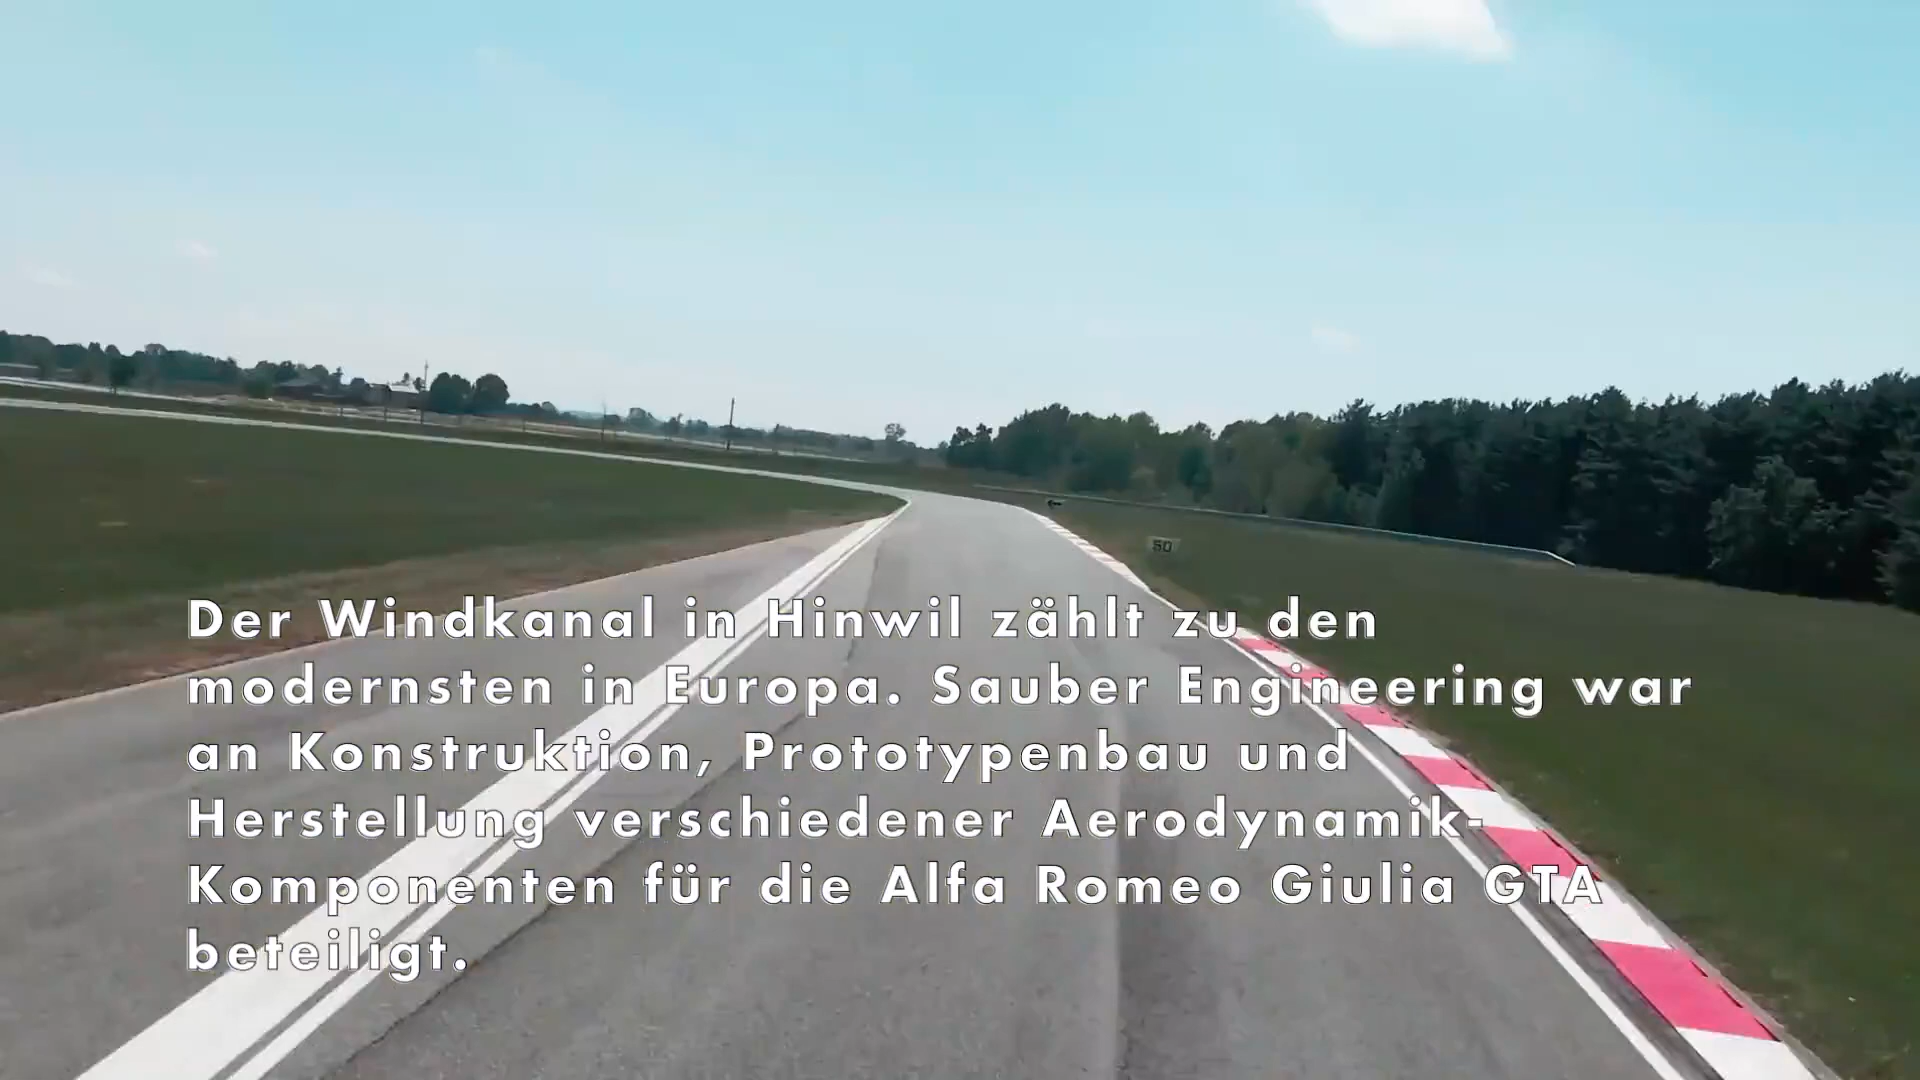 50
Der Windkanal in Hinwil zählt zu den
modernsten in Europa. Sauber Engineering war
an Konstruktion, Prototypenbau und
Herstellung verschiedener Aerodynamik-
Komponenten für die Alfa Romeo Giulia GTA
beteiligt.